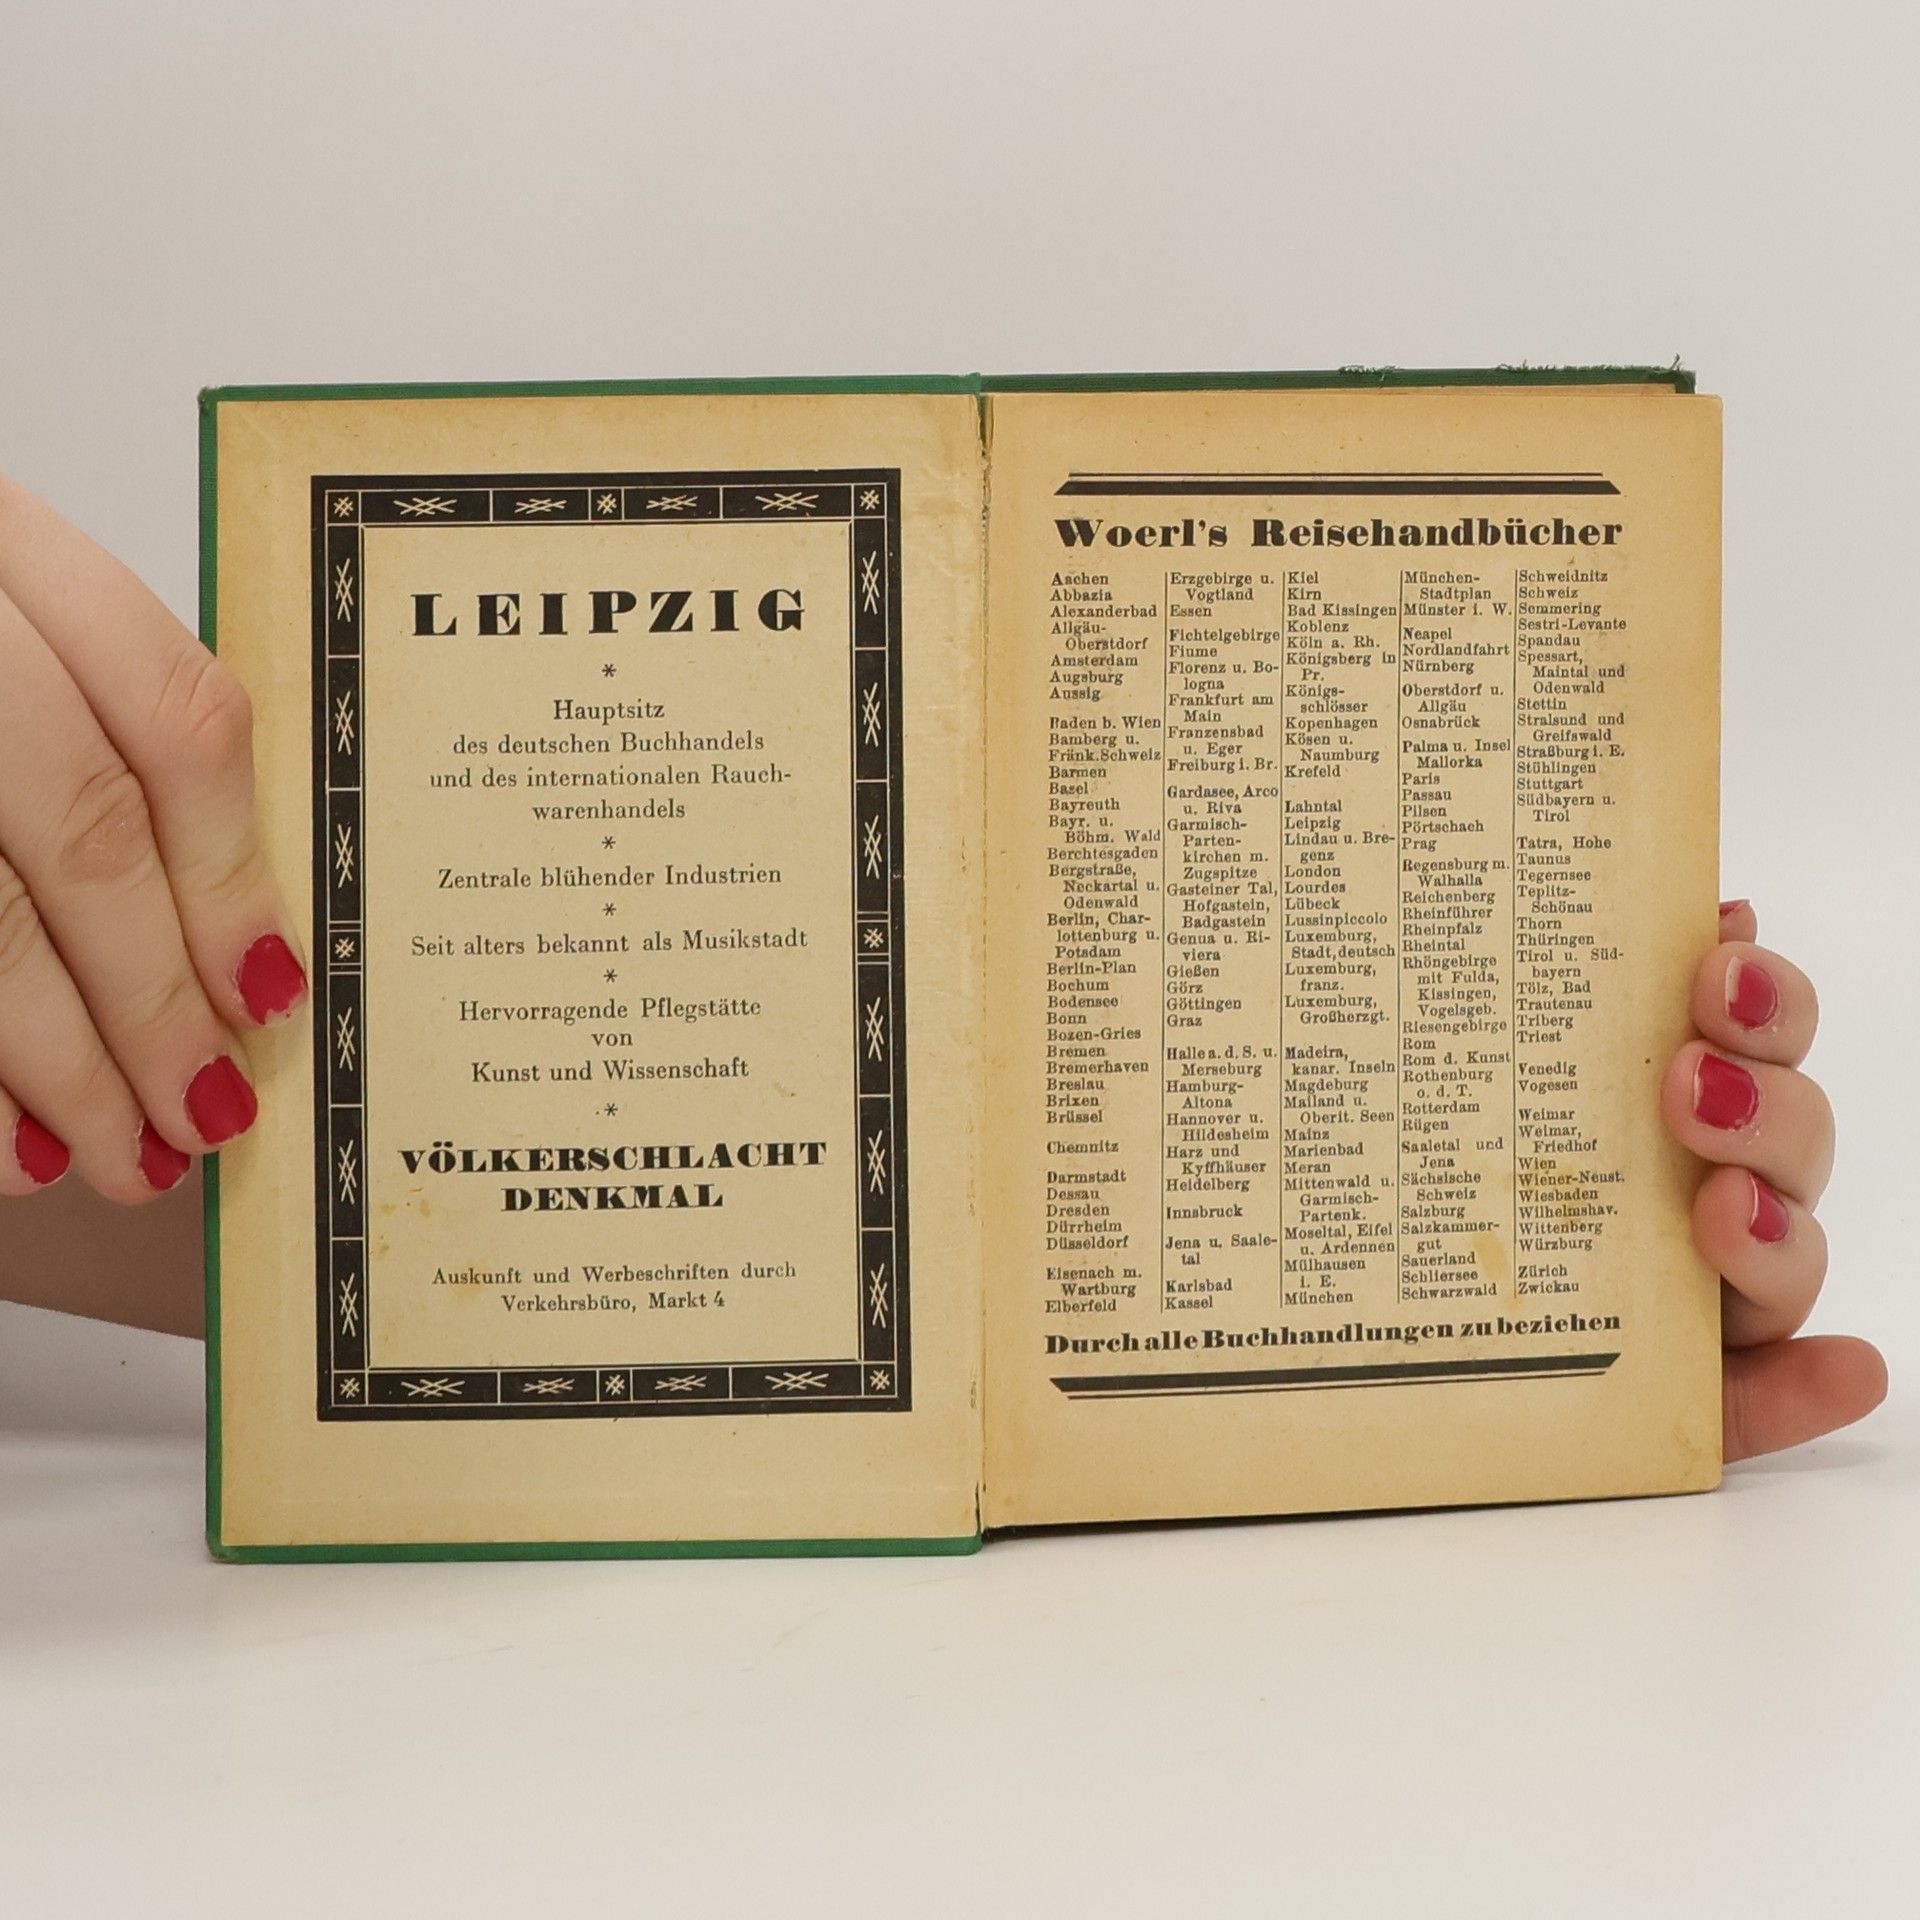 LEIPZIG
*
Hauptsitz
des deutschen Buchhandels
und des internationalen Rauch-
warenhandels
*
Zentrale blühender Industrien
*
Seit alters bekannt als Musikstadt
*
Hervorragende Pflegstätte
von
Kunst und Wissenschaft
*
VÖLKERSCHLACHT
DENKMAL
Auskunft und Werbeschriften durch
Verkehrsbüro, Markt 4
Woerl's Reisehandbücher
Aachen
Abbazia
Alexanderbad
Allgäu-
Oberstdorf
Amsterdam
Augsburg
Aussig
Baden b. Wien
Bamberg u.
Fränk. Schweiz
Barmen
Basel
Bayreuth
Bayr. u.
Böhm. Wald
Berchtesgaden
Bergstraße,
Neckartal u.
Odenwald
Berlin, Char-
lottenburg u.
Potsdam
Berlin-Plan
Bochum
Bodensee
Bonn
Bozen-Gries
Bremen
Bremerhaven
Breslau
Brixen
Brüssel
Chemnitz
Darmstadt
Dessau
Dresden
Dürrheim
Düsseldorf
Eisenach m.
Wartburg
Elberfeld
Erzgebirge u.
Vogtland
Essen
Fichtelgebirge
Fiume
Florenz u. Bo-
logna
Frankfurt am
Main
Franzensbad
u. Eger
Freiburg i. Br.
Gardasee, Arco
u. Riva
Garmisch-
Parten-
kirchen m.
Zugspitze
Gasteiner Tal,
Hofgastein,
Badgastein
Genua u. Ri-
viera
Gießen
Görz
Göttingen
Graz
Halle a. d. S. u.
Merseburg
Hamburg-
Altona
Hannover u.
Hildesheim
Harz und
Kyffhäuser
Heidelberg
Innsbruck
Jena u. Saale-
tal
Karlsbad
Kassel
Kiel
Kirn
Bad Kissingen
Koblenz
Köln a. Rh.
Königsberg in
Pr.
Königs-
schlösser
Kopenhagen
Kösen u.
Naumburg
Krefeld
Lahntal
Leipzig
Lindau u. Bre-
genz
London
Lourdes
Lübeck
Lussinpiccolo
Luxemburg,
Stadt, deutsch
Luxemburg,
franz.
Luxemburg,
Großherzgt.
Madeira,
kanar. Inseln
Magdeburg
Mailand u.
Oberit. Seen
Mainz
Marienbad
Meran
Mittenwald u.
Garmisch-
Partenk.
Moseltal, Eifel
u. Ardennen
Mülhausen
i. E.
München
München-
Stadtplan
Münster i. W.
Neapel
Nordlandfahrt
Nürnberg
Oberstdorf u.
Allgäu
Osnabrück
Palma u. Insel
Mallorka
Paris
Passau
Pilsen
Pörtschach
Prag
Regensburg m.
Walhalla
Reichenberg
Rheinführer
Rheinpfalz
Rheintal
Rhöngebirge
mit Fulda,
Kissingen,
Vogelsgeb.
Riesengebirge
Rom
Rom d. Kunst
Rothenburg
o. d. T.
Rotterdam
Rügen
Saaletal und
Jena
Sächsische
Schweiz
Salzburg
Salzkammer-
gut
Sauerland
Schliersee
Schwarzwald
Schweidnitz
Schweiz
Semmering
Sestri-Levante
Spandau
Spessart,
Maintal und
Odenwald
Stettin
Stralsund und
Greifswald
Straßburg i. E.
Stühlingen
Stuttgart
Südbayern u.
Tirol
Tatra, Hohe
Taunus
Tegernsee
Teplitz-
Schönau
Thorn
Thüringen
Tirol u. Süd-
bayern
Tölz, Bad
Trautenau
Triberg
Triest
Venedig
Vogesen
Weimar
Weimar,
Friedhof
Wien
Wiener-Neust.
Wiesbaden
Wilhelmshav.
Wittenberg
Würzburg
Zürich
Zwickau
Durch alle Buchhandlungen zu beziehen